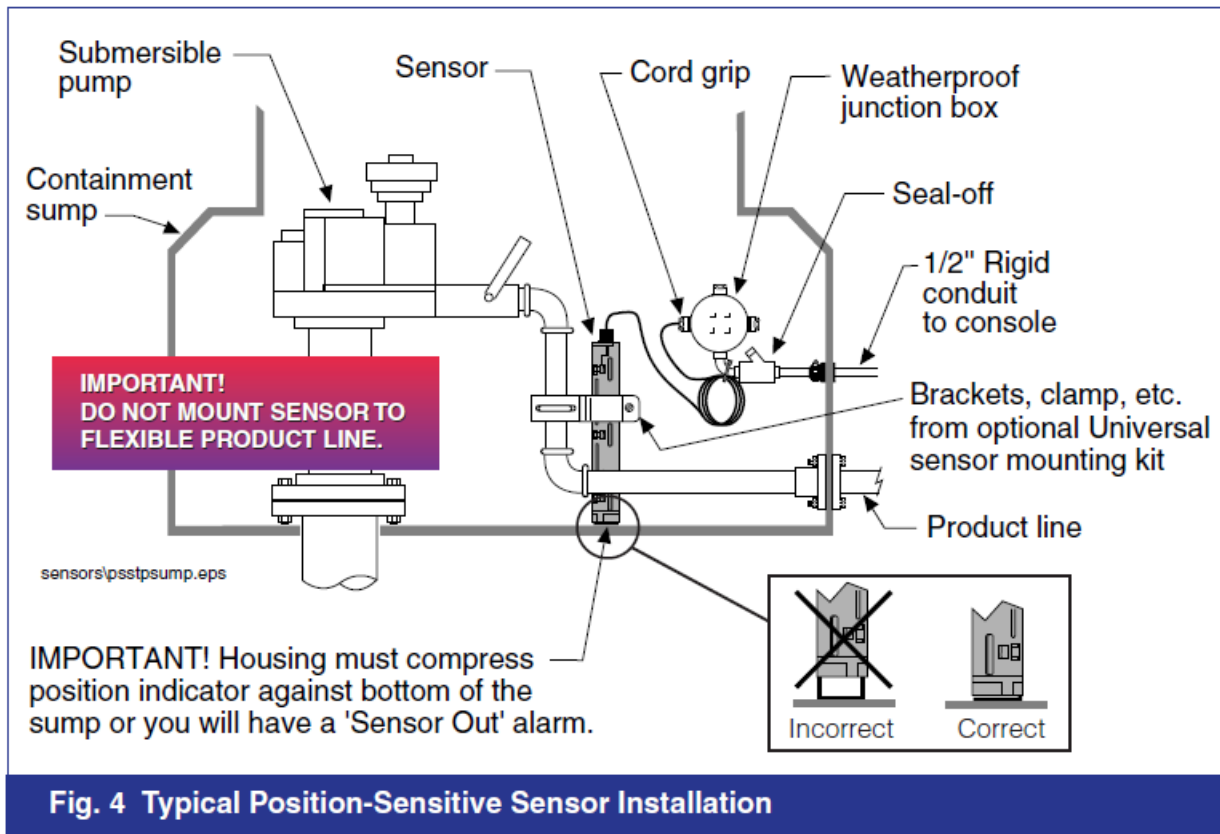 Submersible
pump
Sensor
Cord grip
Weatherproof
junction box
Containment
sump
Seal-off
1/2" Rigid
conduit
to console
IMPORTANT!
DO NOT MOUNT SENSOR TO
FLEXIBLE PRODUCT LINE.
Brackets, clamp, etc.
from optional Universal
sensor mounting kit
Product line
sensors\psstpsump.eps
IMPORTANT! Housing must compress
position indicator against bottom of the
sump or you will have a 'Sensor Out' alarm.
Incorrect
Correct
Fig. 4 Typical Position-Sensitive Sensor Installation